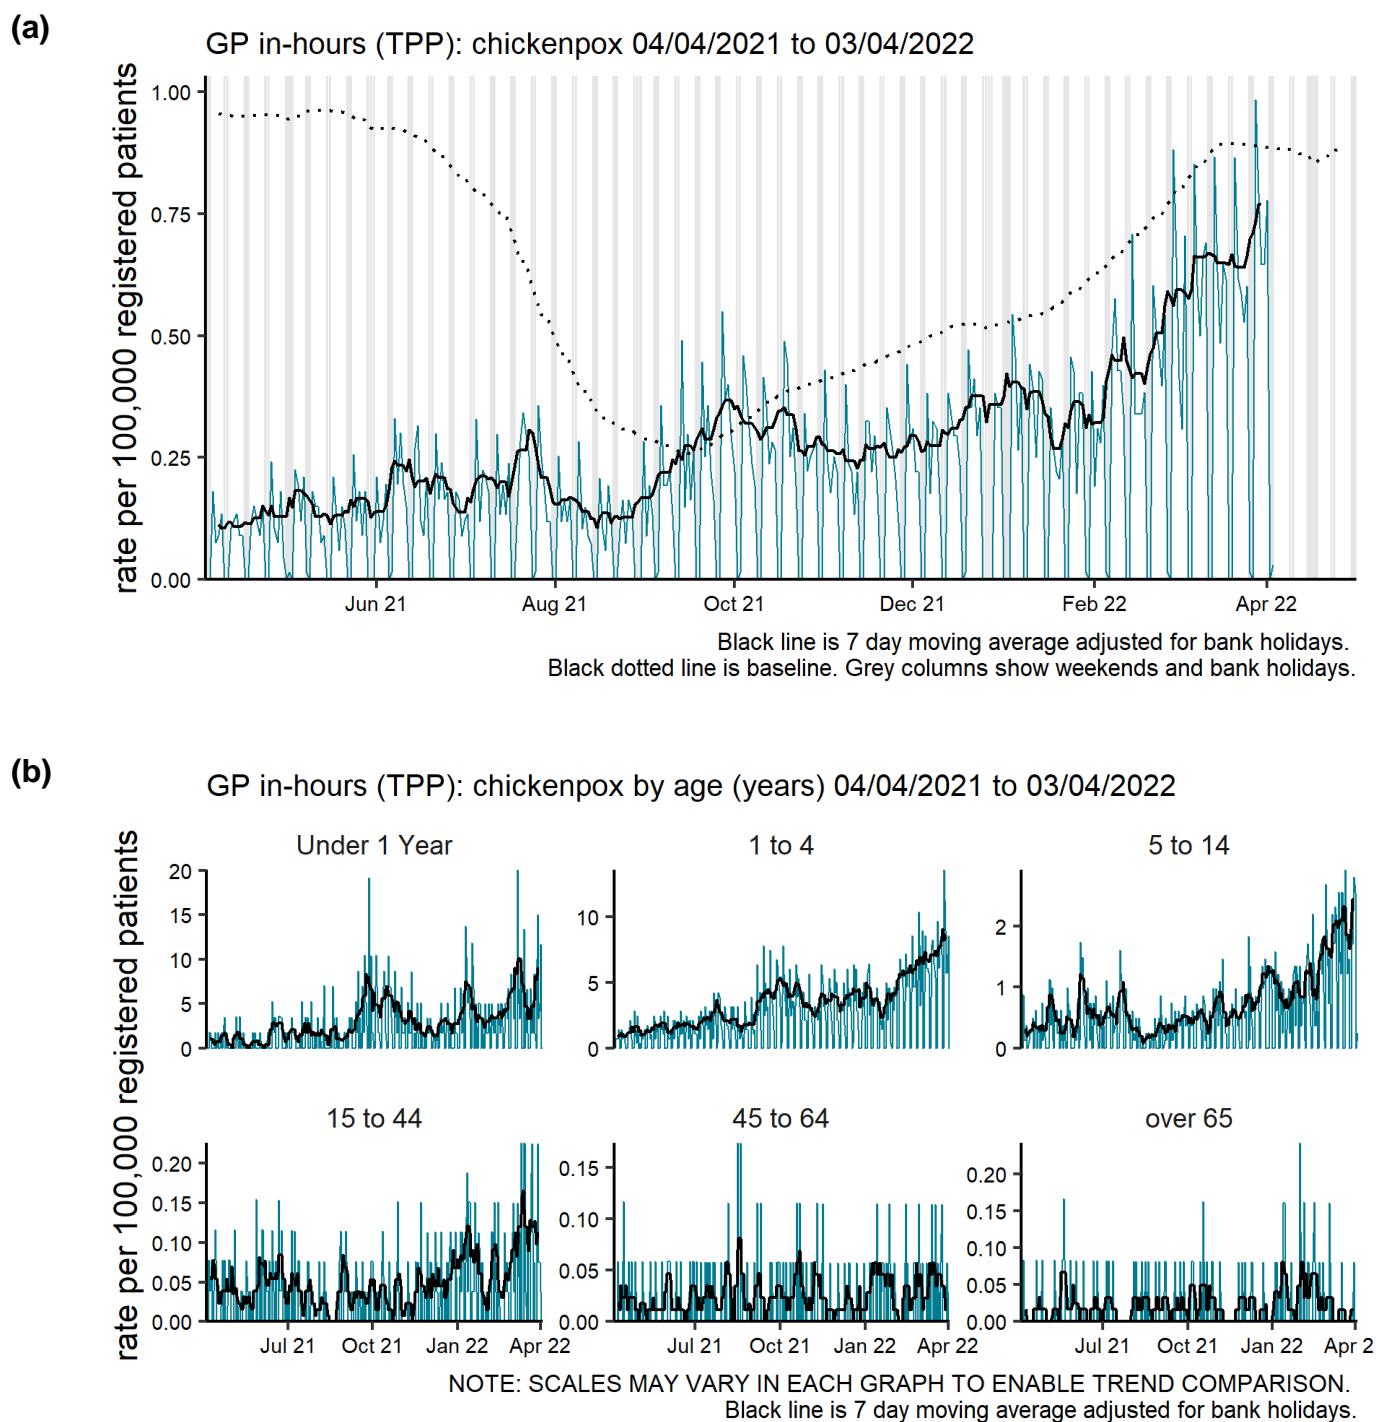 (a)
GP in-hours (TPP): chickenpox 04/04/2021 to 03/04/2022
rate per 100,000 registered patients
1.00
0.75
0.50
0.25
0.00
Jun 21 Aug 21 Oct 21 Dec 21 Feb 22 Apr 22
Black line is 7 day moving average adjusted for bank holidays.
Black dotted line is baseline. Grey columns show weekends and bank holidays.
(b)
GP in-hours (TPP): chickenpox by age (years) 04/04/2021 to 03/04/2022
rate per 100,000 registered patients
Under 1 Year 1 to 4 5 to 14
20
15
10
5
0
10
5
0
2
1
0
15 to 44 45 to 64 over 65
0.20
0.15
0.10
0.05
0.00
0.15
0.10
0.05
0.00
0.20
0.15
0.10
0.05
0.00
Jul 21 Oct 21 Jan 22 Apr 22 Jul 21 Oct 21 Jan 22 Apr 22 Jul 21 Oct 21 Jan 22 Apr 2
NOTE: SCALES MAY VARY IN EACH GRAPH TO ENABLE TREND COMPARISON.
Black line is 7 day moving average adjusted for bank holidays.